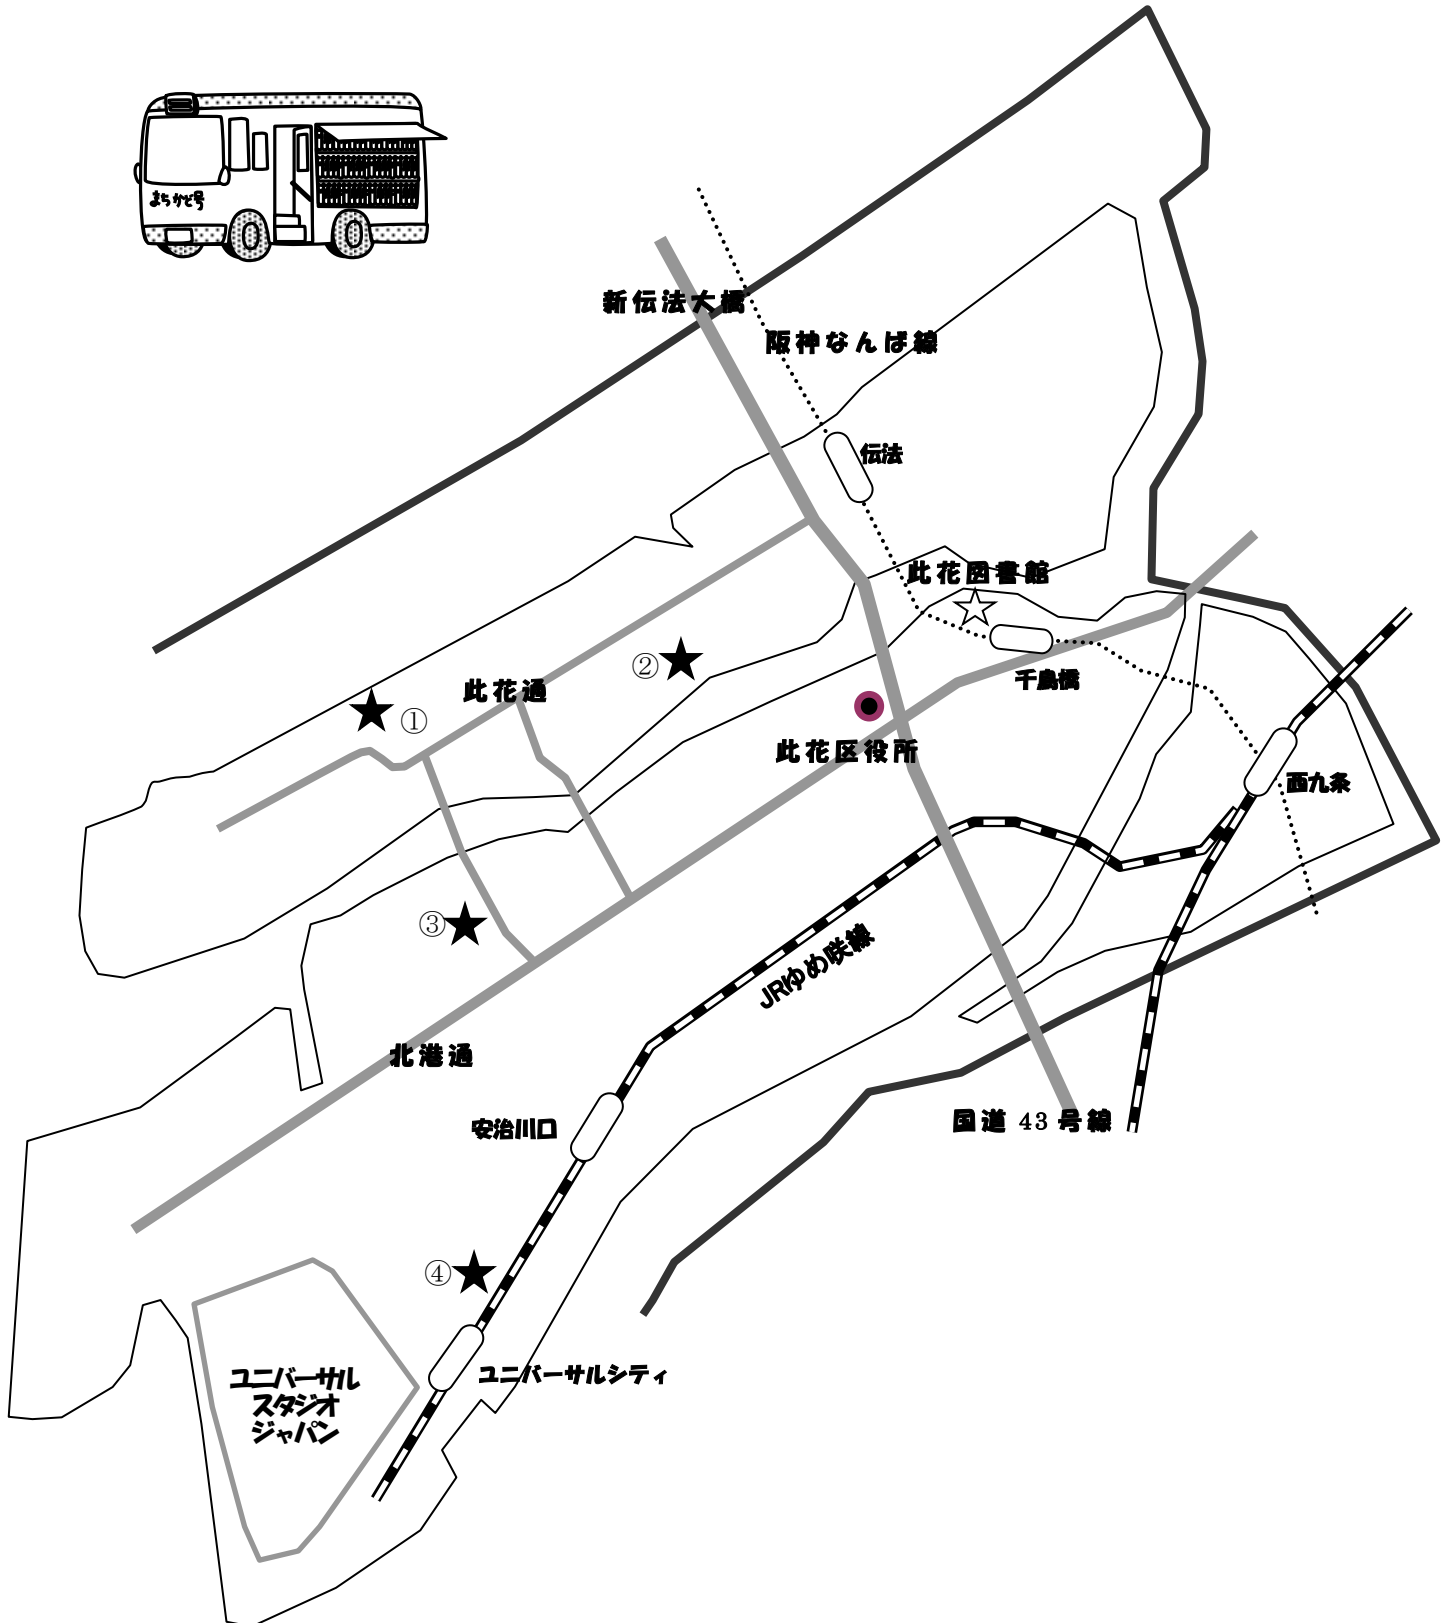 まちかど号
新伝法大橋
阪神なんば線
伝法
此花図書館
②
此花通
千鳥橋
①
此花区役所
西九条
③
JRゆめ咲線
北港通
安治川口
国道 43 号線
④
ユニバーサルシティ
ユニバーサル
スタジオ
ジャパン